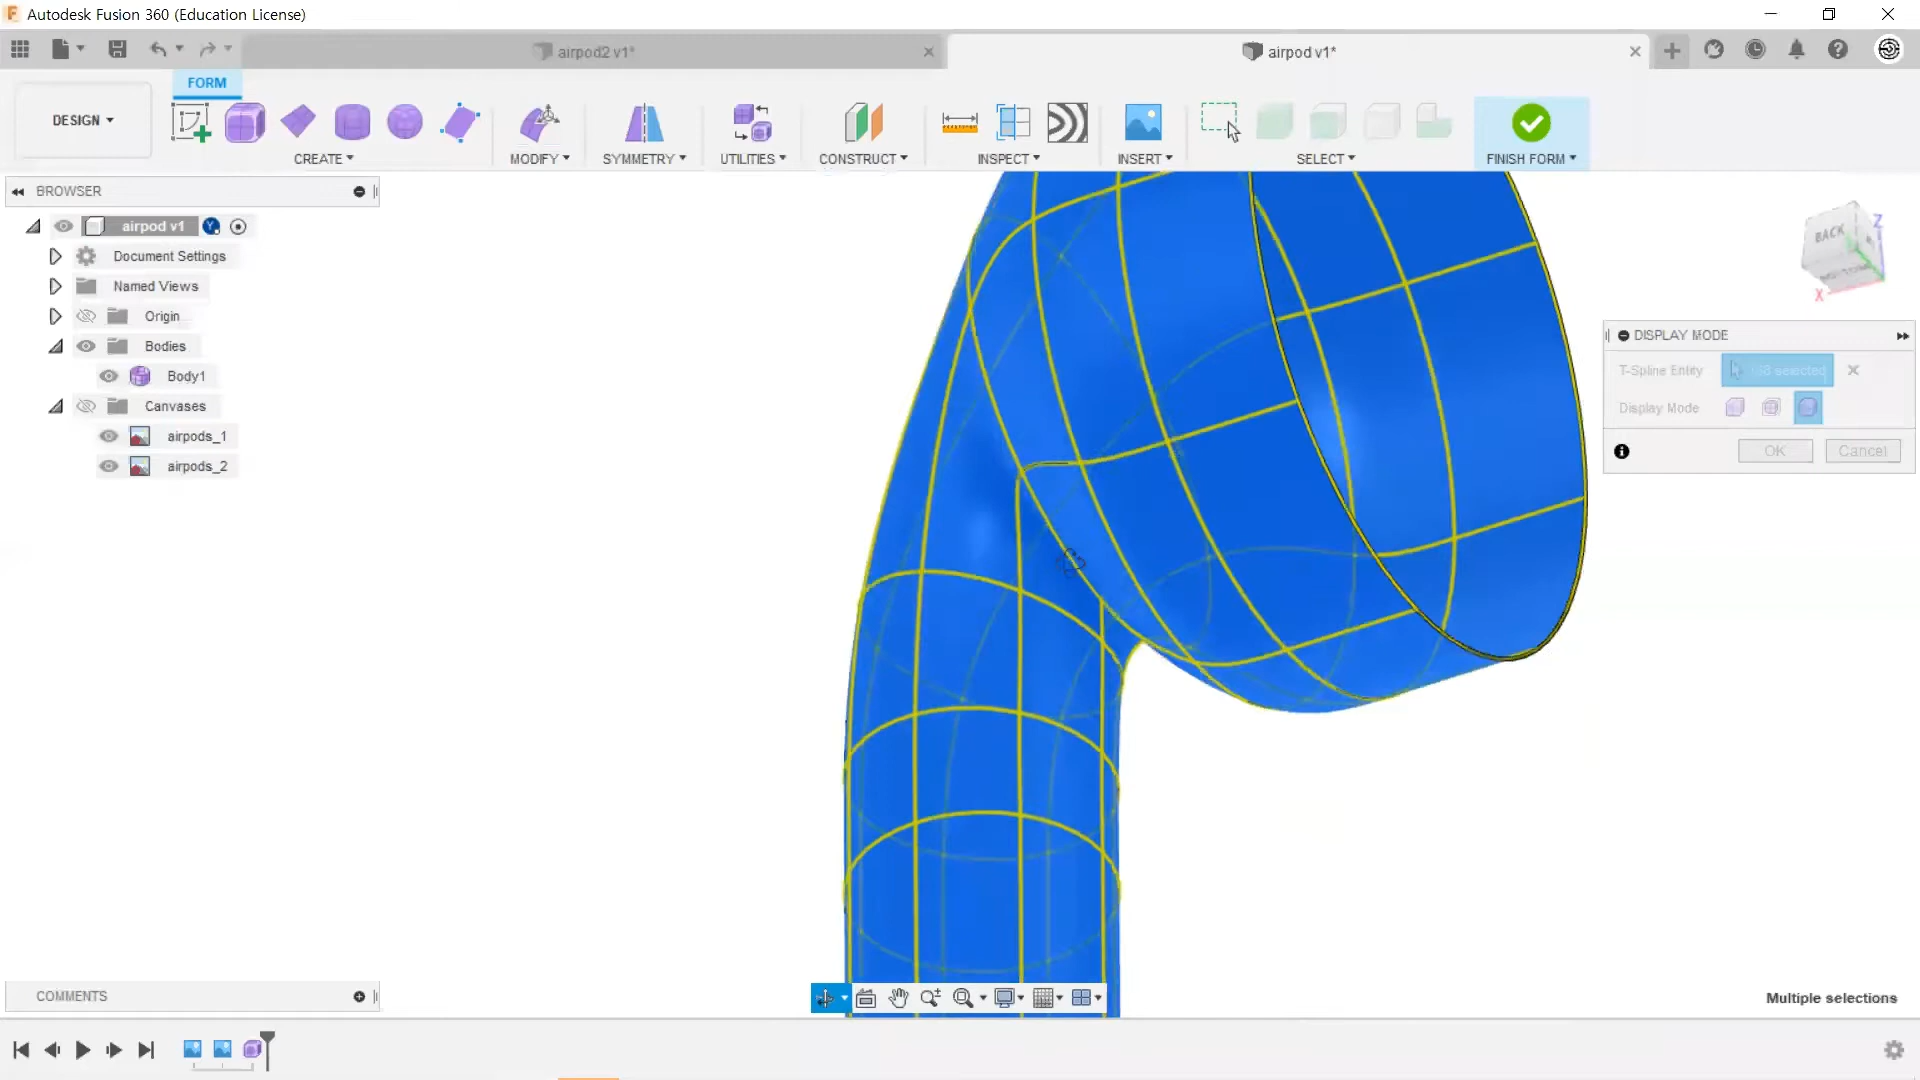 Autodesk Fusion 360 (Education License)
airpod2 v1*
airpod v1*
FORM
DESIGN
CREATE
MODIFY
SYMMETRY
UTILITIES
CONSTRUCT
INSPECT
INSERT
SELECT
FINISH FORM
BROWSER
airpod v1
Document Settings
Named Views
Origin
Bodies
Body1
Canvases
airpods_1
airpods_2
BACK
Z
X
DISPLAY MODE
T-Spline Entity
selected
Display Mode
OK
Cancel
COMMENTS
Multiple selections